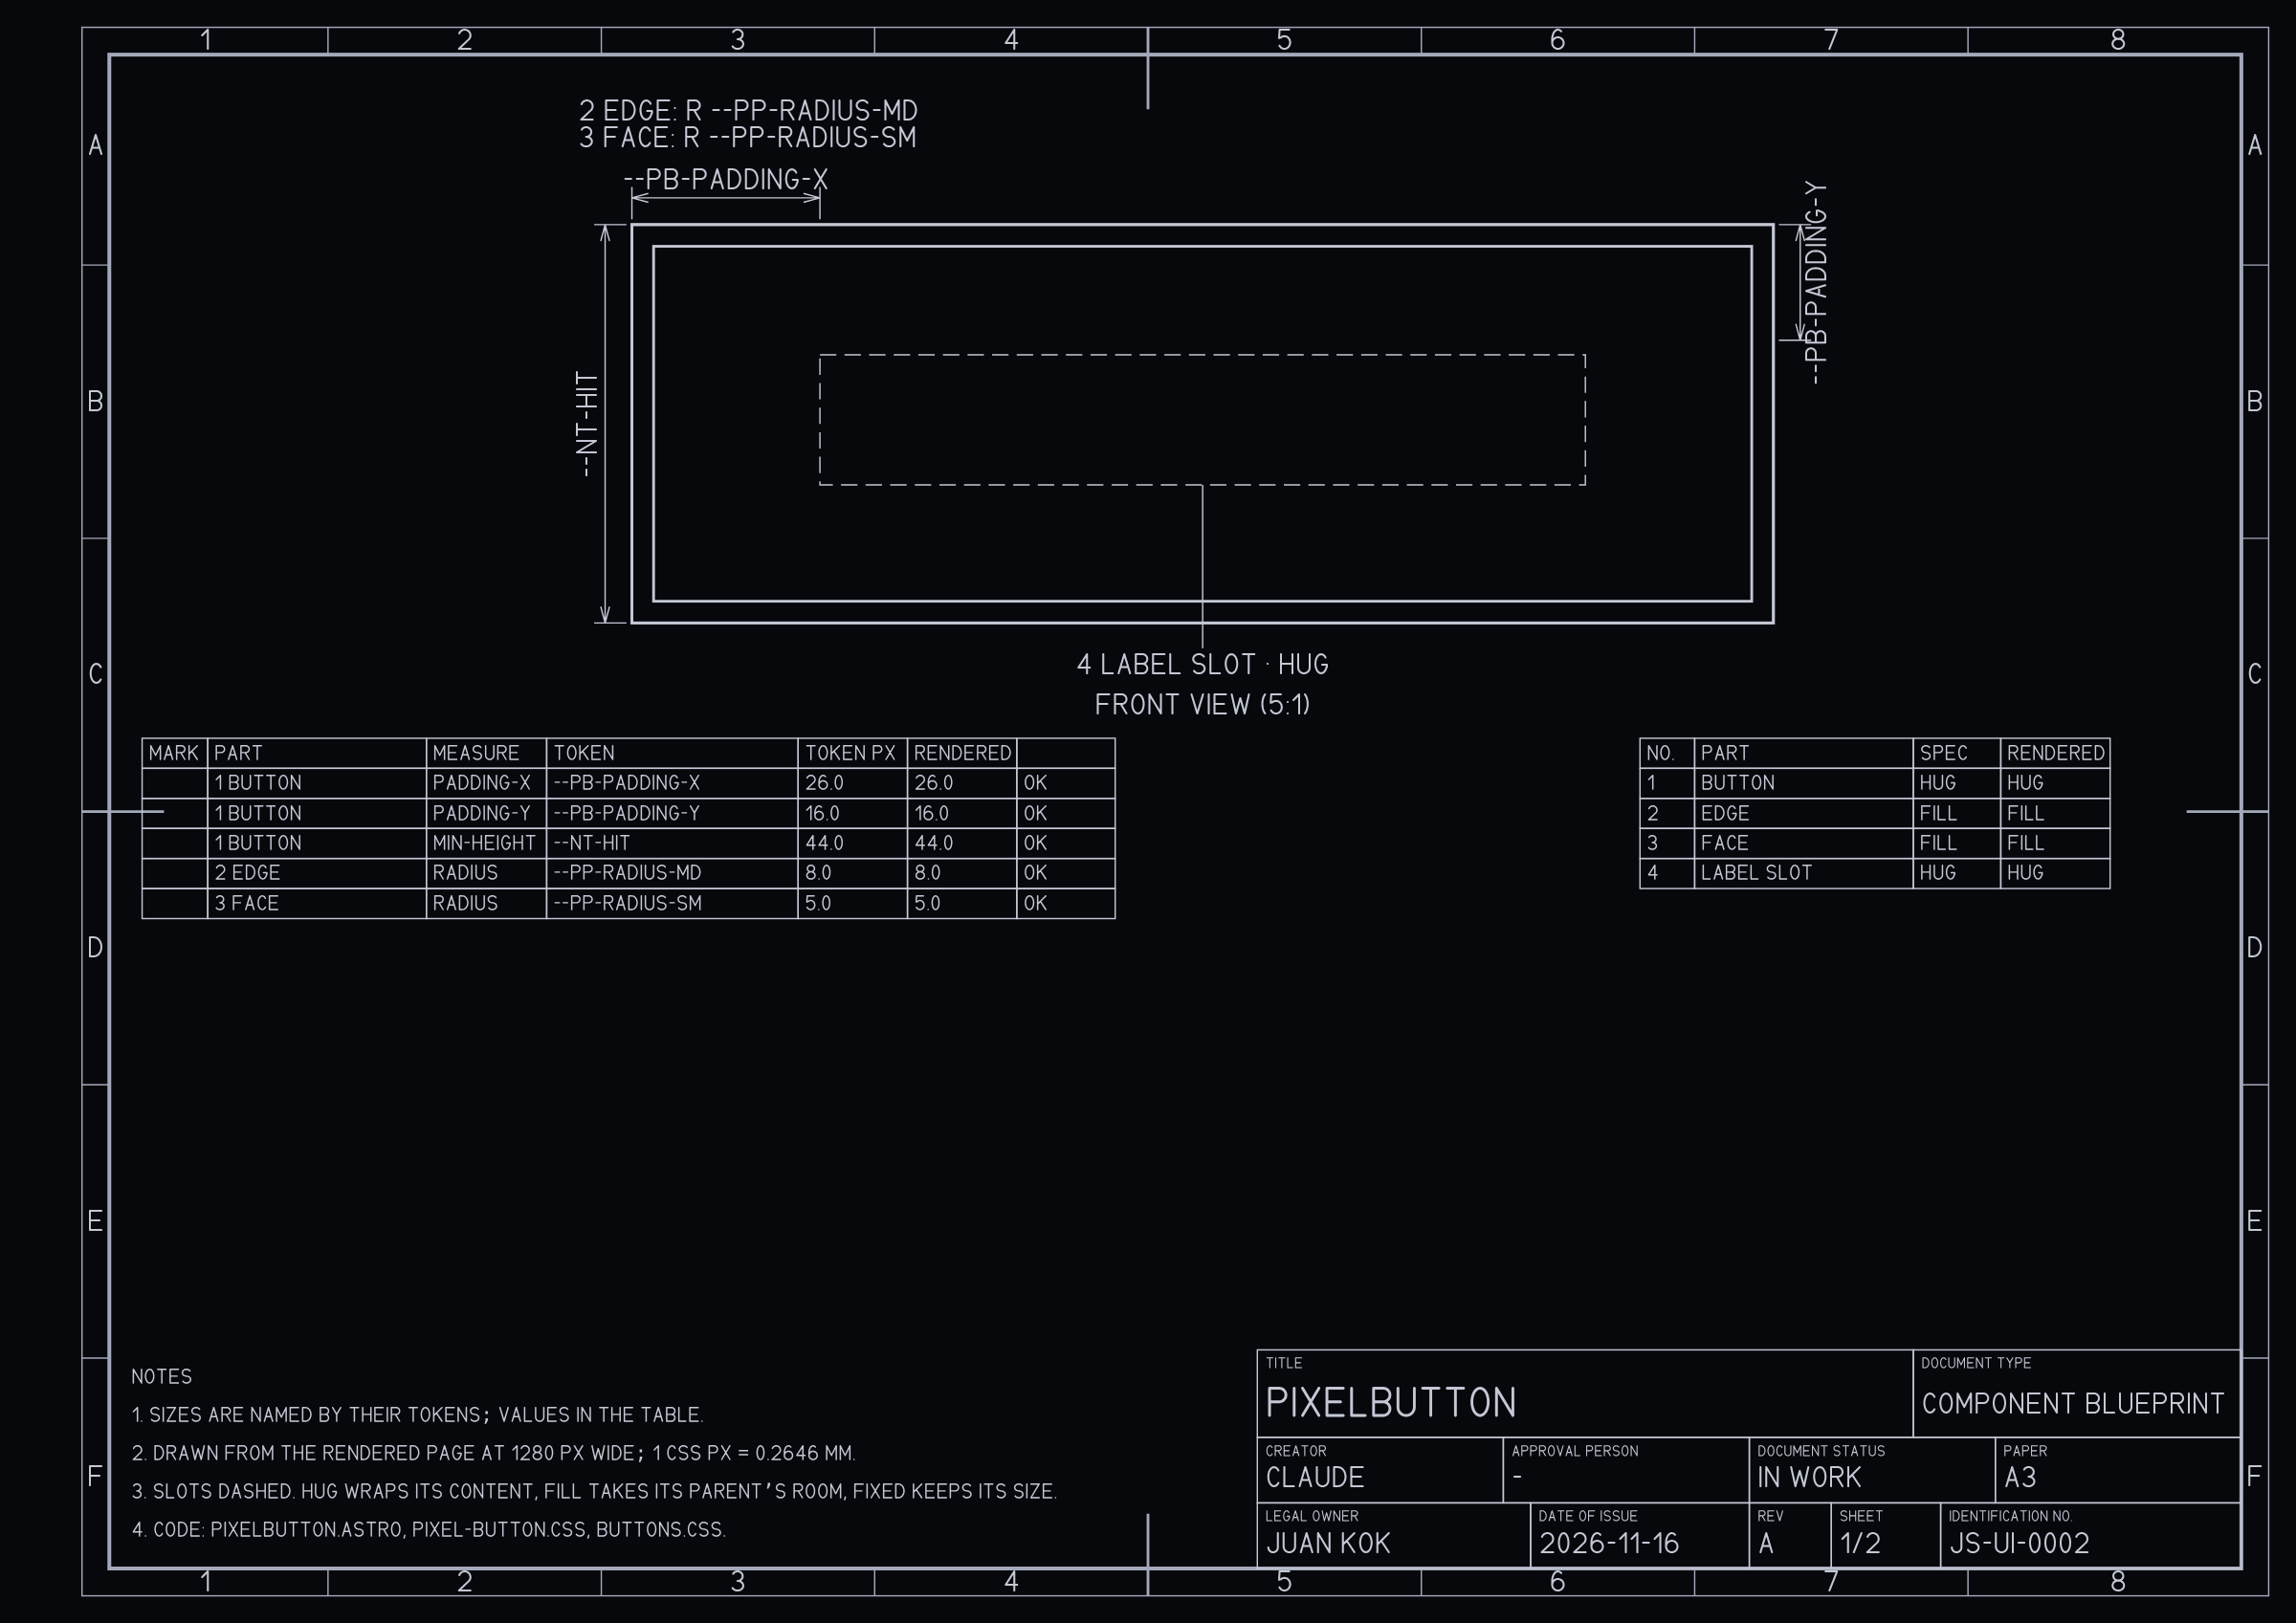 1 2 3 4 5 6 7 8
A A
2 EDGE: R --PP-RADIUS-MD
3 FACE: R --PP-RADIUS-SM
--PB-PADDING-X
--PB-PADDING-Y
--NT-HIT
B B
4 LABEL SLOT · HUG
C C
FRONT VIEW (5:1)
MARK PART MEASURE TOKEN TOKEN PX RENDERED
1 BUTTON PADDING-X --PB-PADDING-X 26.0 26.0 OK
1 BUTTON PADDING-Y --PB-PADDING-Y 16.0 16.0 OK
1 BUTTON MIN-HEIGHT --NT-HIT 44.0 44.0 OK
2 EDGE RADIUS --PP-RADIUS-MD 8.0 8.0 OK
3 FACE RADIUS --PP-RADIUS-SM 5.0 5.0 OK
NO. PART SPEC RENDERED
1 BUTTON HUG HUG
2 EDGE FILL FILL
3 FACE FILL FILL
4 LABEL SLOT HUG HUG
D D
E E
NOTES
1. SIZES ARE NAMED BY THEIR TOKENS; VALUES IN THE TABLE.
2. DRAWN FROM THE RENDERED PAGE AT 1280 PX WIDE; 1 CSS PX = 0.2646 MM.
3. SLOTS DASHED. HUG WRAPS ITS CONTENT, FILL TAKES ITS PARENT'S ROOM, FIXED KEEPS ITS SIZE.
4. CODE: PIXELBUTTON.ASTRO, PIXEL-BUTTON.CSS, BUTTONS.CSS.
F F
TITLE DOCUMENT TYPE
PIXELBUTTON COMPONENT BLUEPRINT
CREATOR APPROVAL PERSON DOCUMENT STATUS PAPER
CLAUDE - IN WORK A3
LEGAL OWNER DATE OF ISSUE REV SHEET IDENTIFICATION NO.
JUAN KOK 2026-11-16 A 1/2 JS-UI-0002
1 2 3 4 5 6 7 8